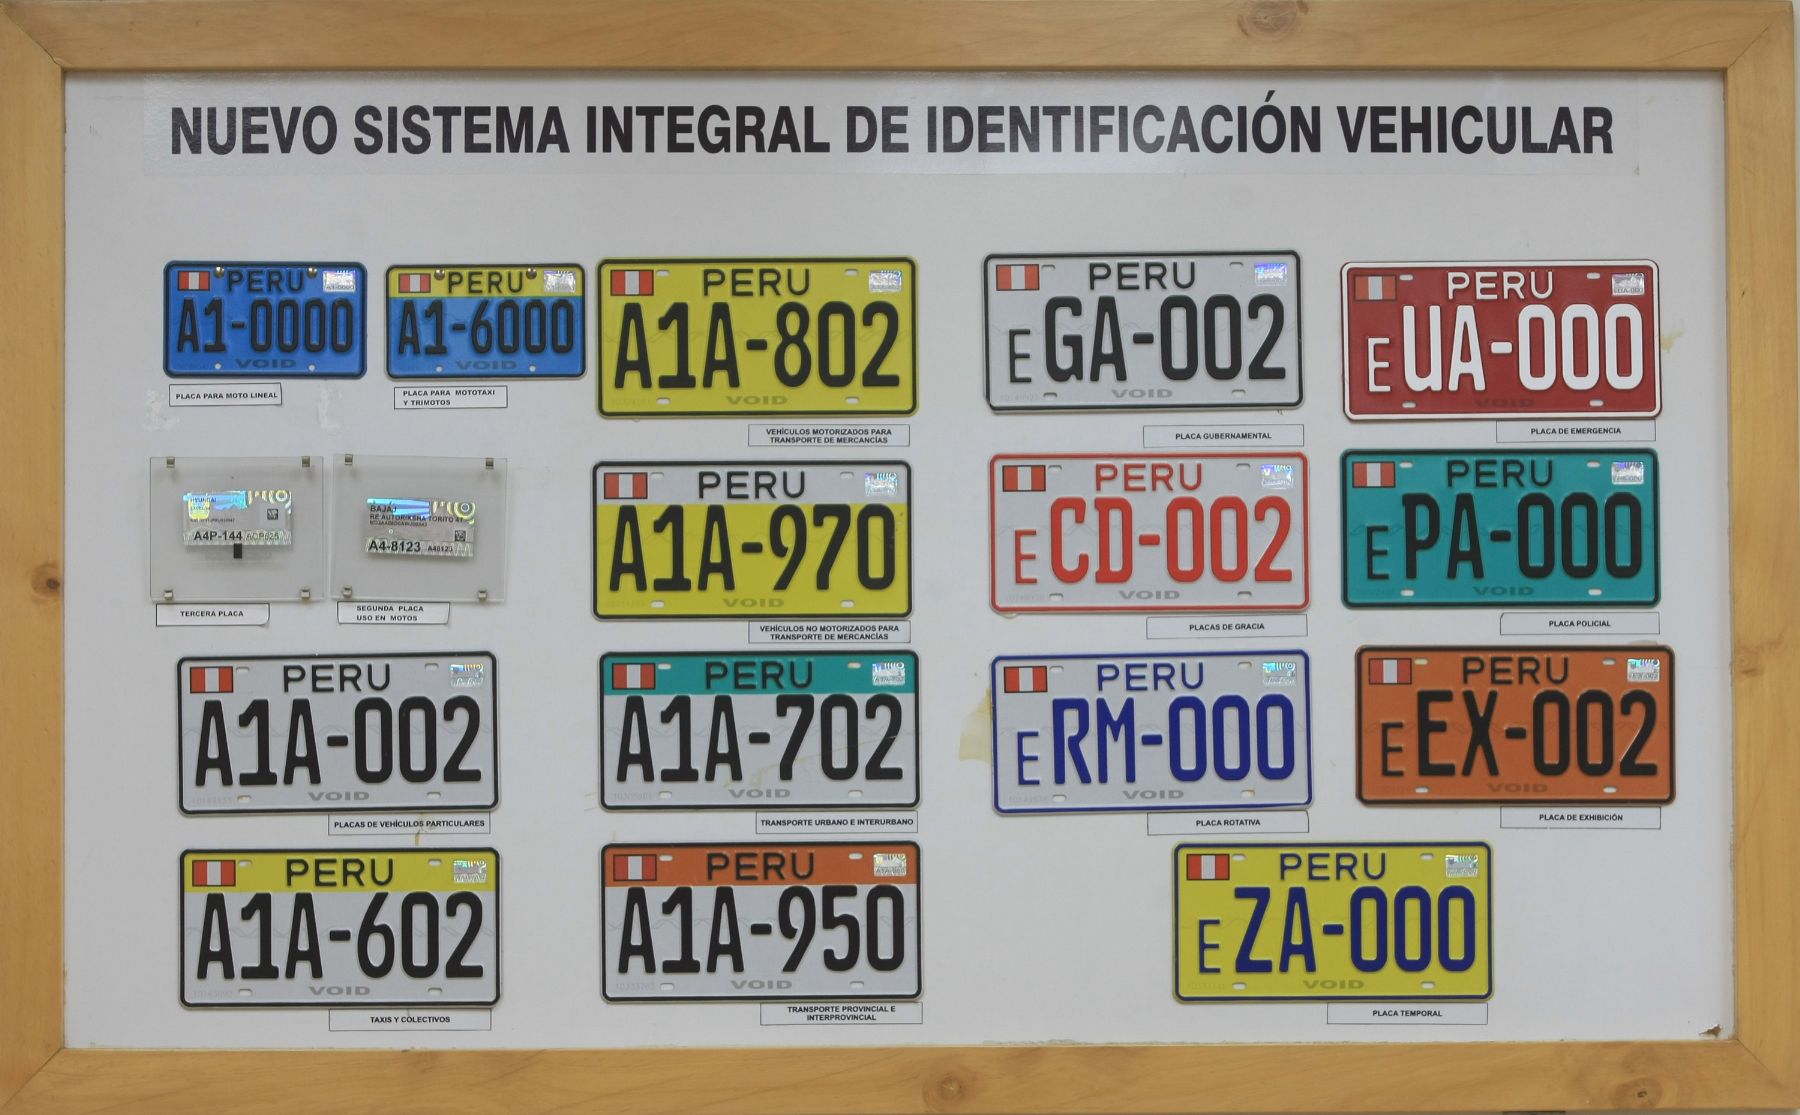 NUEVO SISTEMA INTEGRAL DE IDENTIFICACIÓN VEHICULAR
PERU
A1-0000
VOID
PLACA PARA MOTO LINEAL
PERU
A1-6000
VOID
PLACA PARA MOTOTAXI
Y TRIMOTOS
PERU
A1A-802
VOID
VEHÍCULOS MOTORIZADOS PARA
TRANSPORTE DE MERCANCÍAS
PERU
E GA-002
VOID
PLACA GUBERNAMENTAL
PERU
E UA-000
VOID
PLACA DE EMERGENCIA
HYUNDAI
A4P-144
TERCERA PLACA
BAJAJ
RE AUTORIKSHA TORITO 4T
A4-8123 A48123
SEGUNDA PLACA
USO EN MOTOS
PERU
A1A-970
VOID
VEHÍCULOS NO MOTORIZADOS PARA
TRANSPORTE DE MERCANCÍAS
PERU
E CD-002
VOID
PLACAS DE GRACIA
PERU
E PA-000
VOID
PLACA POLICIAL
PERU
A1A-002
VOID
PLACAS DE VEHÍCULOS PARTICULARES
PERU
A1A-702
VOID
TRANSPORTE URBANO E INTERURBANO
PERU
E RM-000
VOID
PLACA ROTATIVA
PERU
E EX-002
VOID
PLACA DE EXHIBICIÓN
PERU
A1A-602
VOID
TAXIS Y COLECTIVOS
PERU
A1A-950
VOID
TRANSPORTE PROVINCIAL E
INTERPROVINCIAL
PERU
E ZA-000
VOID
PLACA TEMPORAL